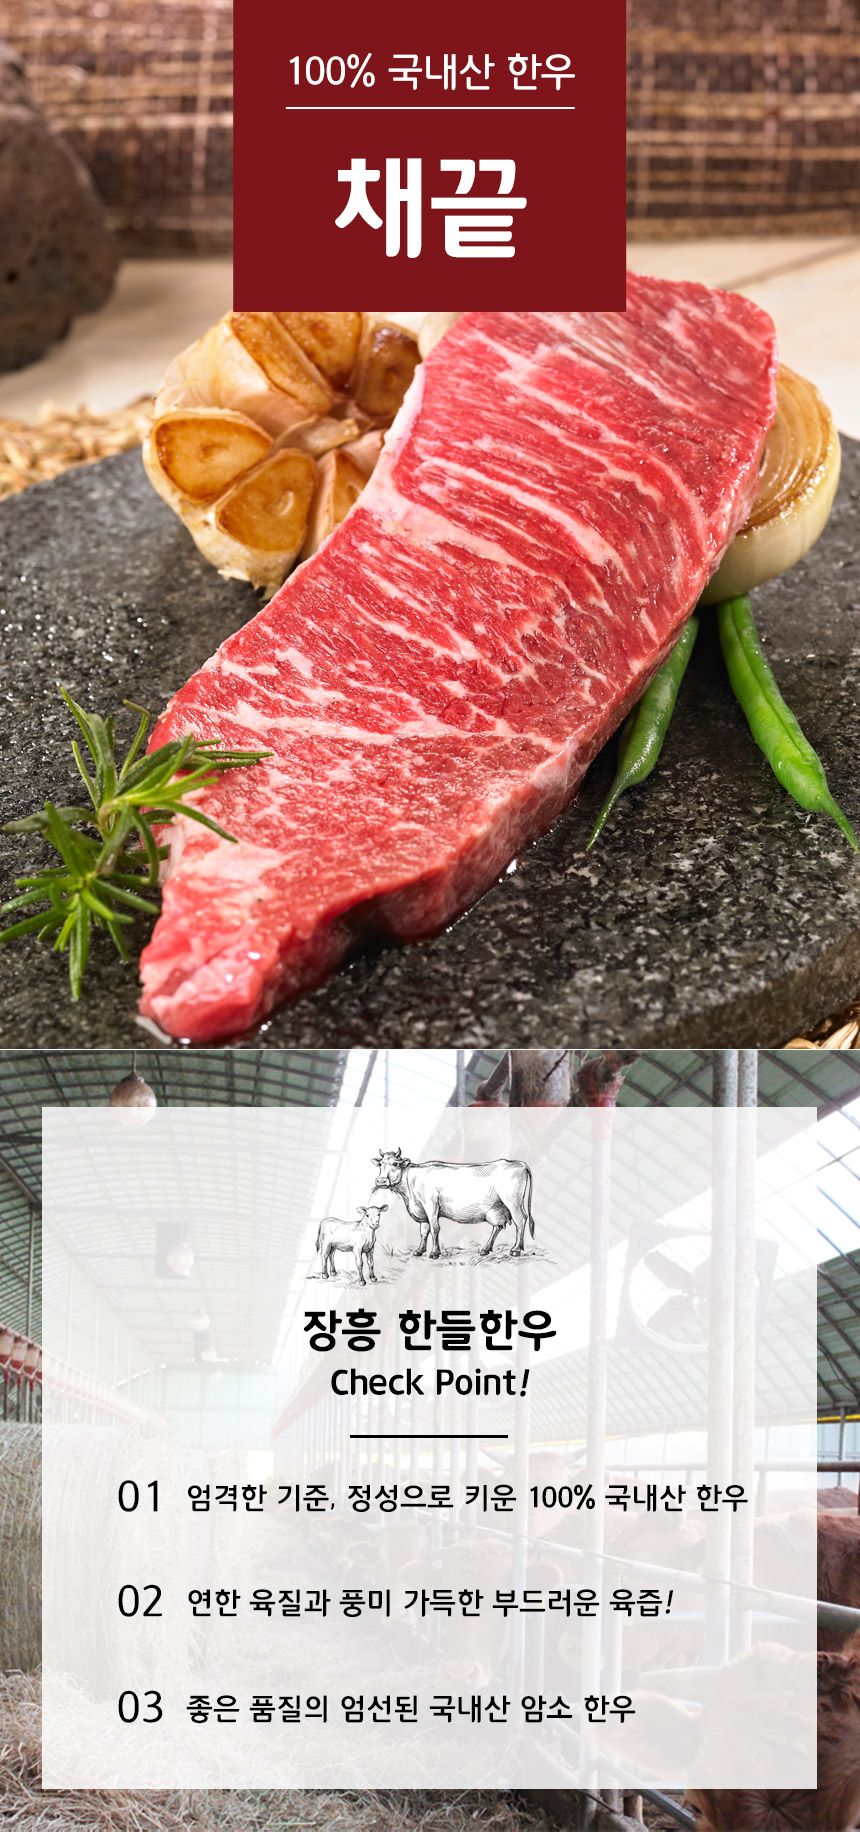 100% 국내산 한우
채끝
장흥 한들한우
Check Point!
01 엄격한 기준, 정성으로 키운 100% 국내산 한우
02 연한 육질과 풍미 가득한 부드러운 육즙!
03 좋은 품질의 엄선된 국내산 암소 한우